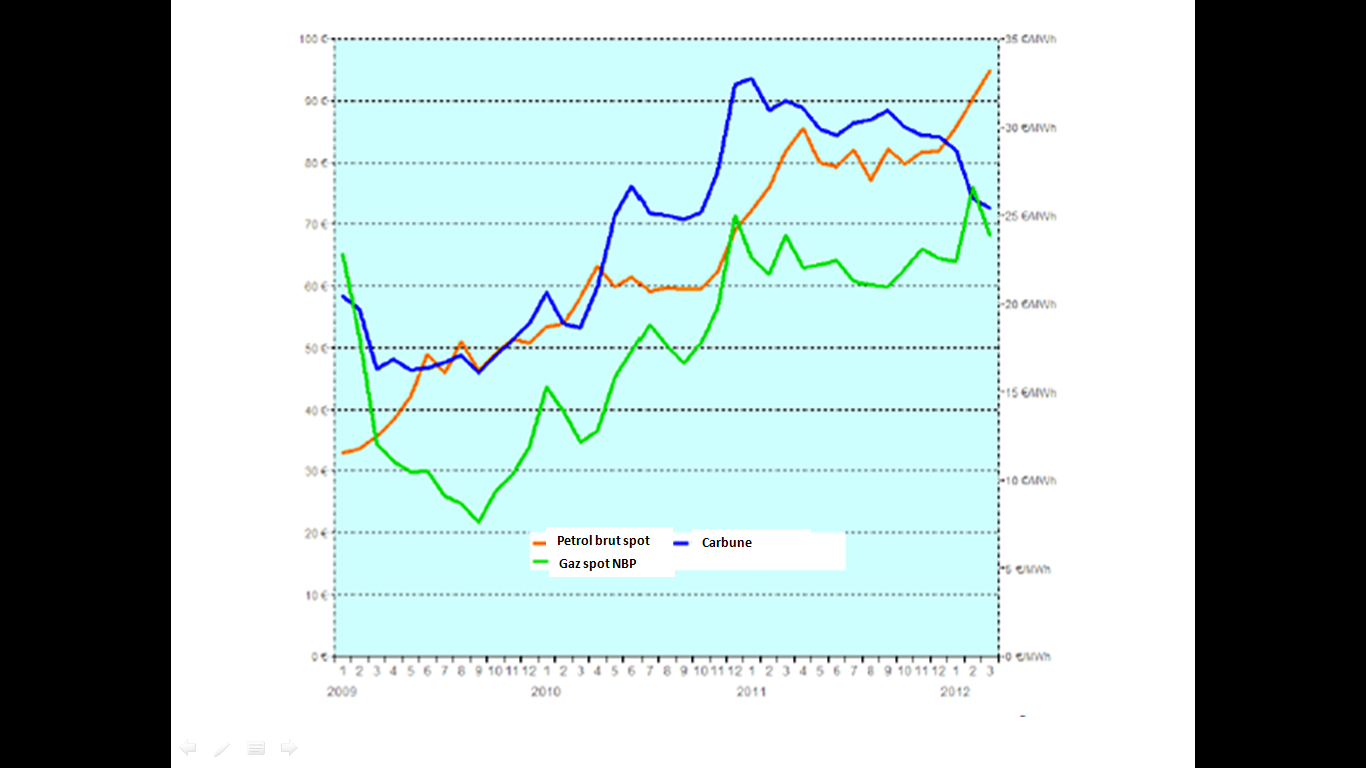 100 €
35 €/MWh
90 €
30 €/MWh
80 €
70 €
25 €/MWh
60 €
20 €/MWh
50 €
15 €/MWh
40 €
30 €
10 €/MWh
20 €
Petrol brut spot
Carbune
Gaz spot NBP
5 €/MWh
10 €
0 €
0 €/MWh
1 2 3 4 5 6 7 8 9 10 11 12 1 2 3 4 5 6 7 8 9 10 11 12 1 2 3 4 5 6 7 8 9 10 11 12 1 2 3
2009 2010 2011 2012